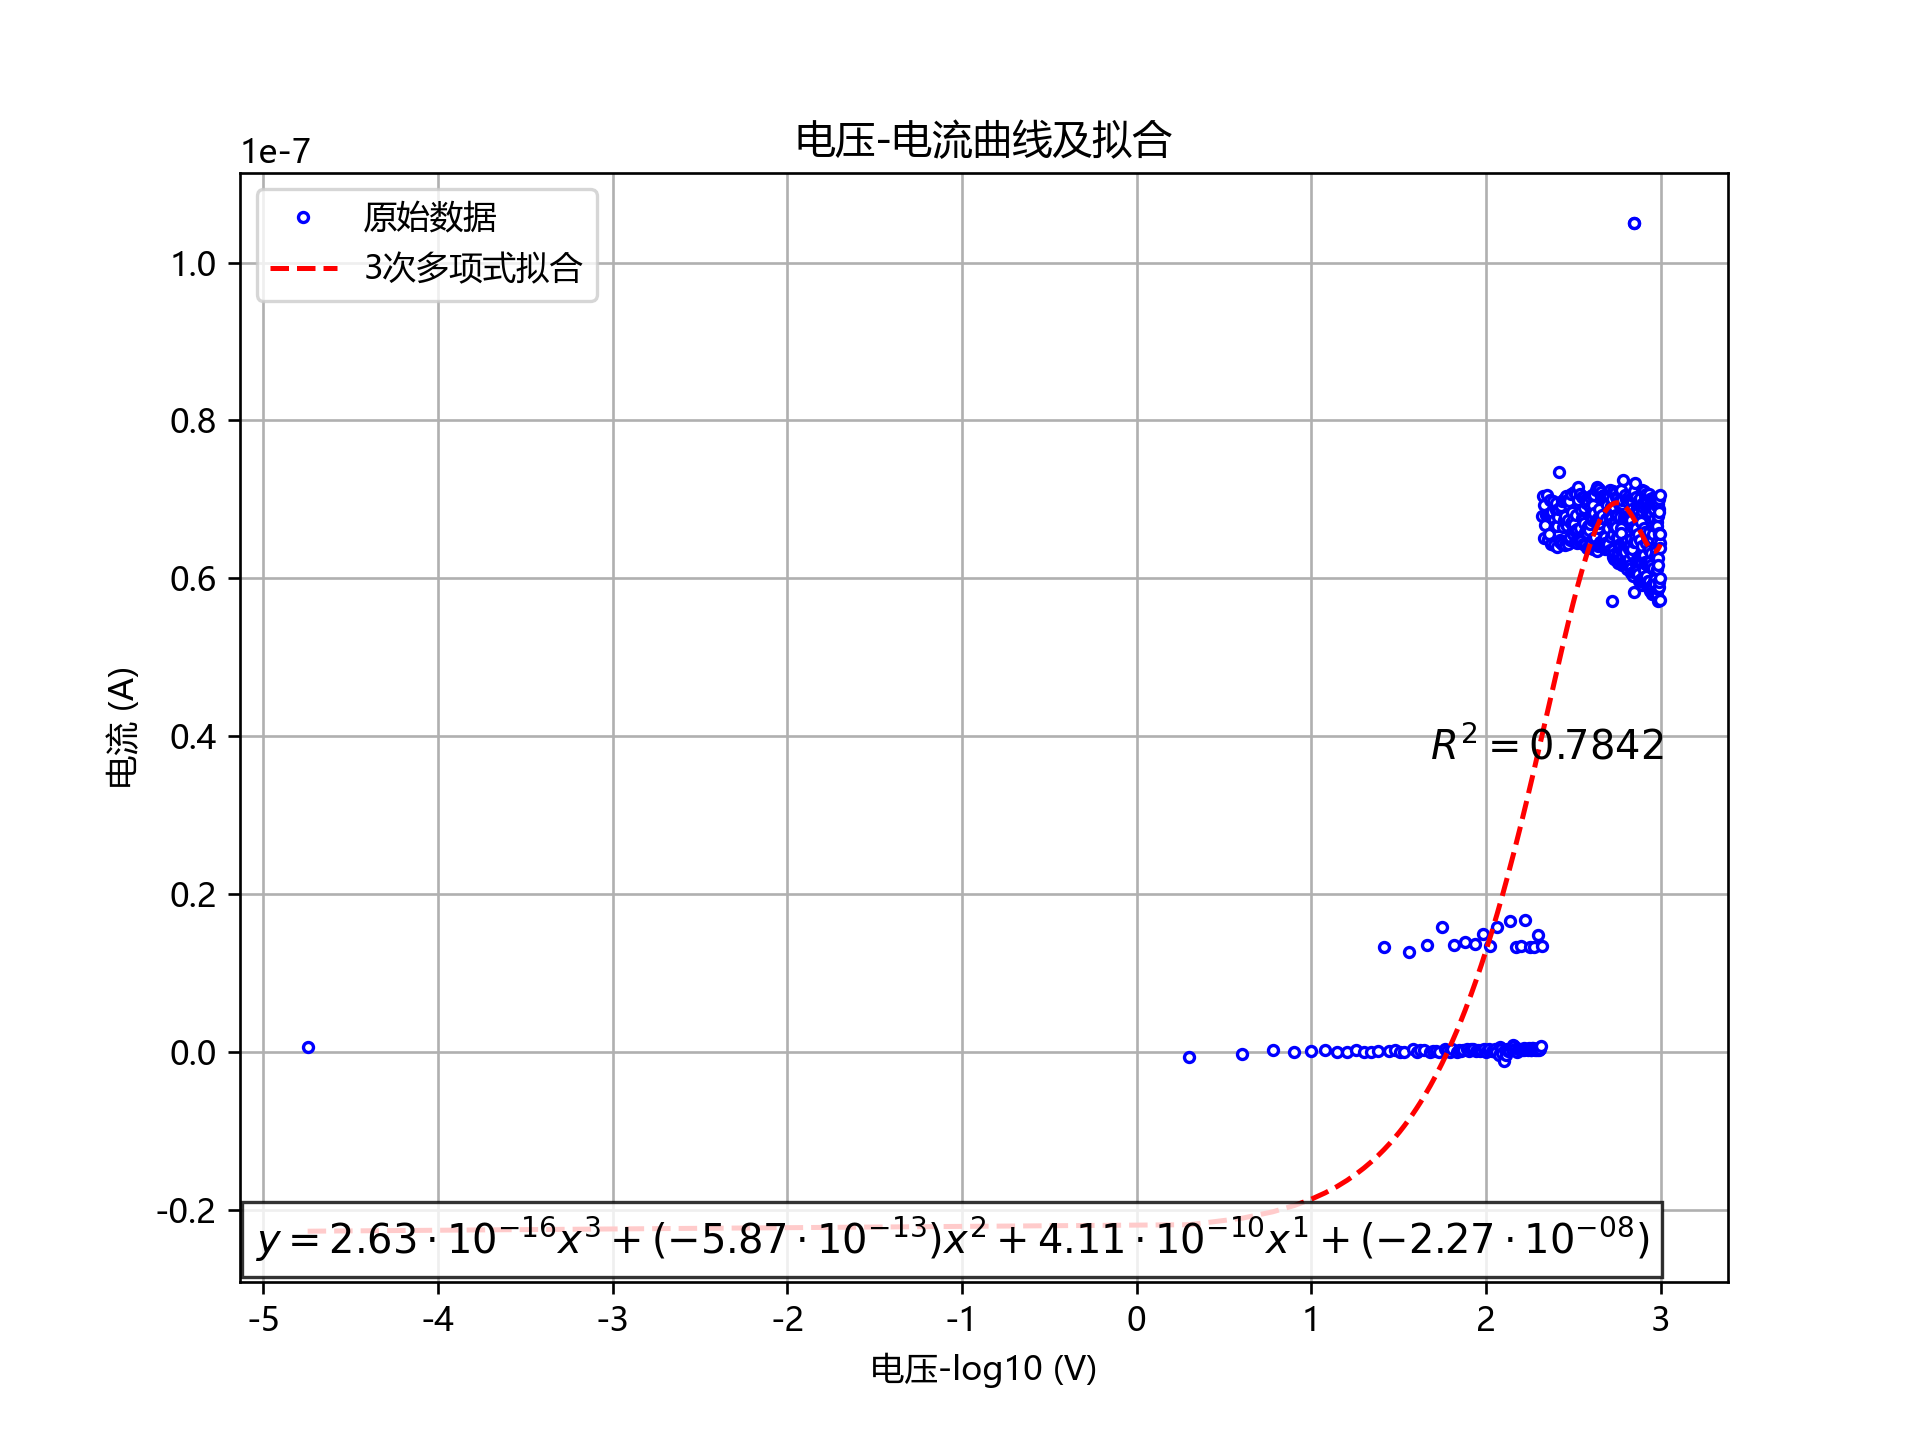 电压-电流曲线及拟合
1e-7
原始数据
3次多项式拟合
1.0
0.8
0.6
0.4
0.2
0.0
-0.2
电流 (A)
R² = 0.7842
y = 2.63 · 10⁻¹⁶x³ + (−5.87 · 10⁻¹³)x² + 4.11 · 10⁻¹⁰x¹ + (−2.27 · 10⁻⁰⁸)
-5 -4 -3 -2 -1 0 1 2 3
电压-log10 (V)